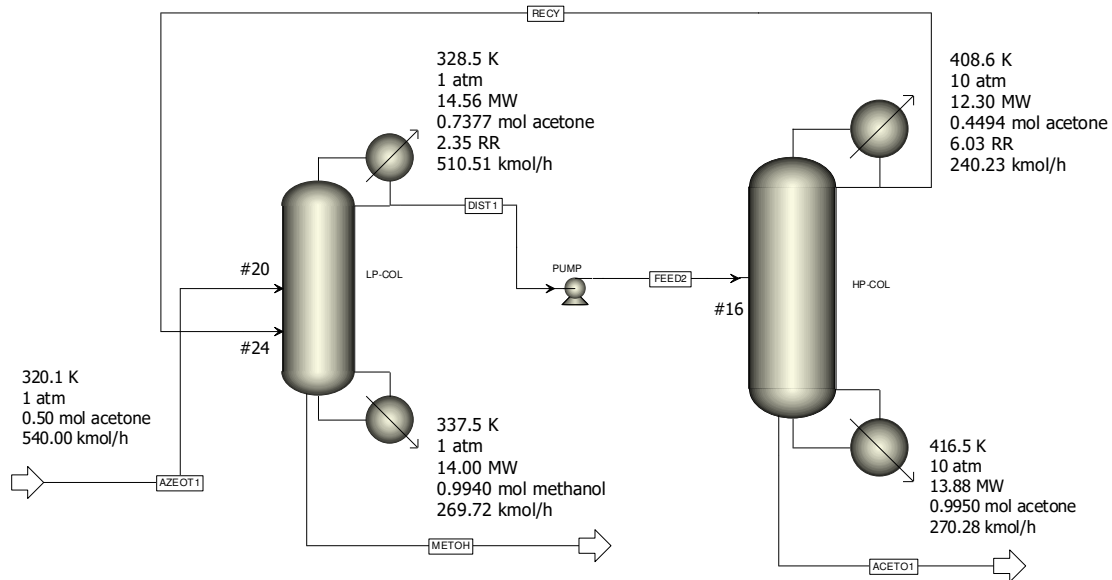 RECY
328.5 K
1 atm
14.56 MW
0.7377 mol acetone
2.35 RR
510.51 kmol/h
408.6 K
10 atm
12.30 MW
0.4494 mol acetone
6.03 RR
240.23 kmol/h
DIST1
#20
LP-COL
PUMP
FEED2
HP-COL
#16
#24
320.1 K
1 atm
0.50 mol acetone
540.00 kmol/h
AZEOT1
337.5 K
1 atm
14.00 MW
0.9940 mol methanol
269.72 kmol/h
METOH
416.5 K
10 atm
13.88 MW
0.9950 mol acetone
270.28 kmol/h
ACETO1